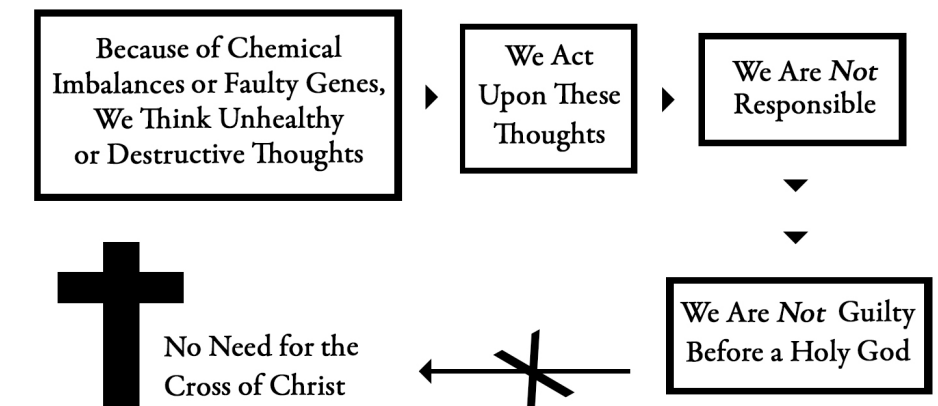 Because of Chemical
Imbalances or Faulty Genes,
We Think Unhealthy
or Destructive Thoughts
We Act
Upon These
Thoughts
We Are Not
Responsible
We Are Not Guilty
Before a Holy God
No Need for the
Cross of Christ